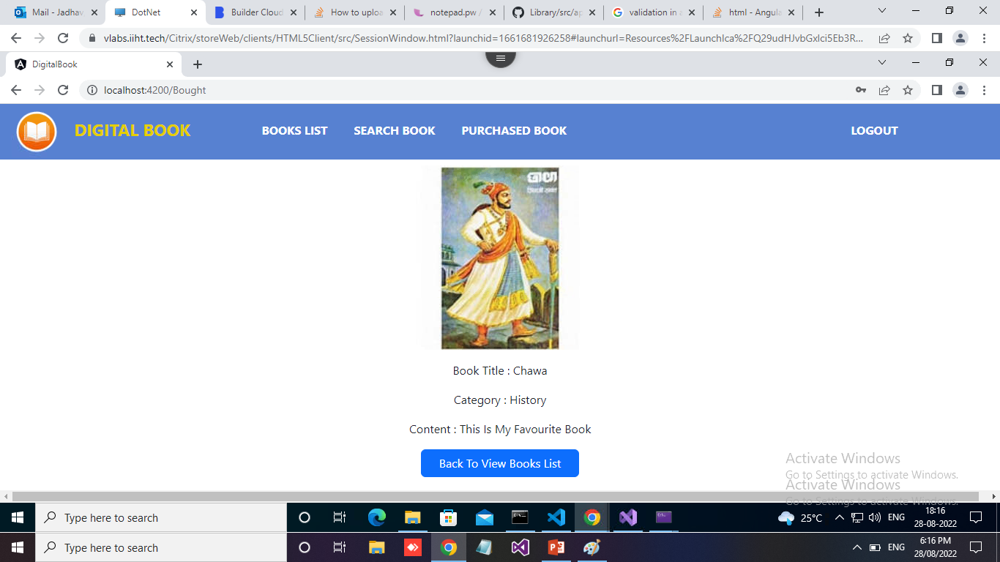 Mail - Jadhav
DotNet
Builder Cloud
How to uploa
notepad.pw /
Library/src/ap
validation in a
html - Angula
vlabs.iiht.tech/Citrix/storeWeb/clients/HTML5Client/src/SessionWindow.html?launchid=1661681926258#launchurl=Resources%2FLaunchIca%2FQ29udHJvbGxlci5Eb3R...
DigitalBook
localhost:4200/Bought
DIGITAL BOOK
BOOKS LIST
SEARCH BOOK
PURCHASED BOOK
LOGOUT
Book Title : Chawa
Category : History
Content : This Is My Favourite Book
Back To View Books List
Activate Windows
Go to Settings to activate Windows.
Activate Windows
Go to Settings to activate Windows.
Type here to search
25°C
ENG
18:16
28-08-2022
Type here to search
ENG
6:16 PM
28/08/2022